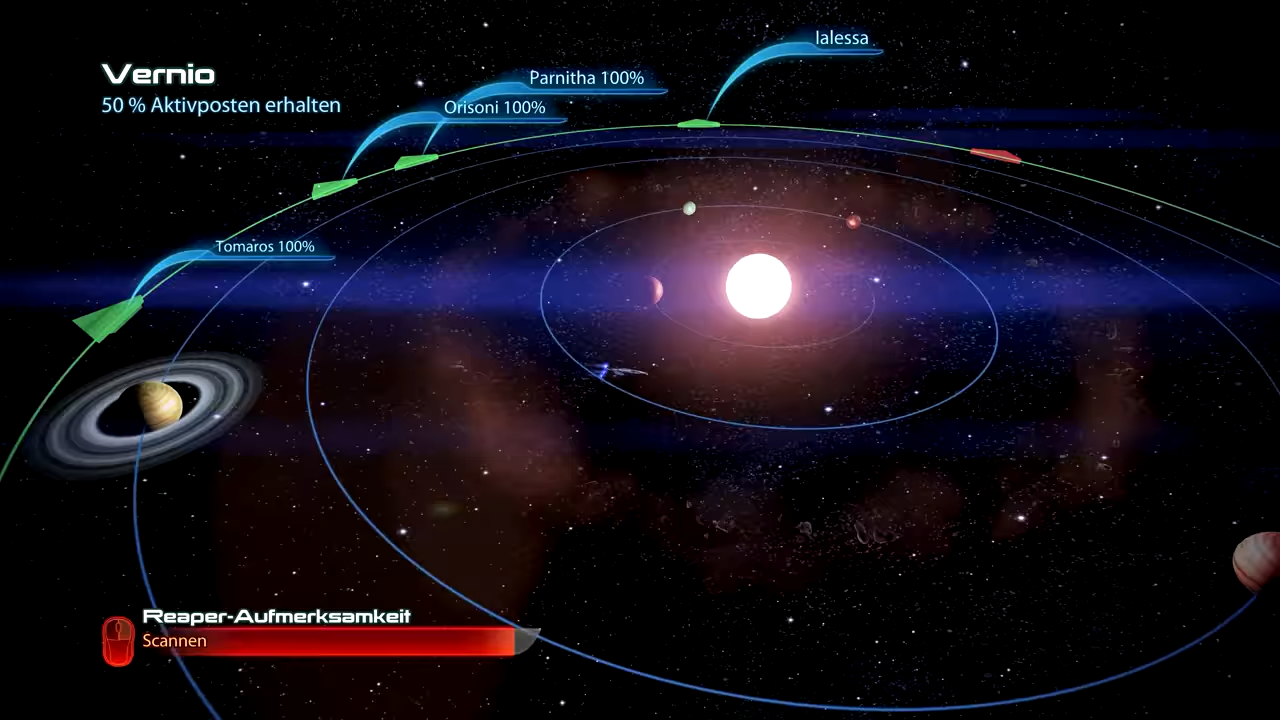 Ialessa
Vernio
Parnitha 100%
50 % Aktivposten erhalten
Orisoni 100%
Tomaros 100%
Reaper-Aufmerksamkeit
Scannen